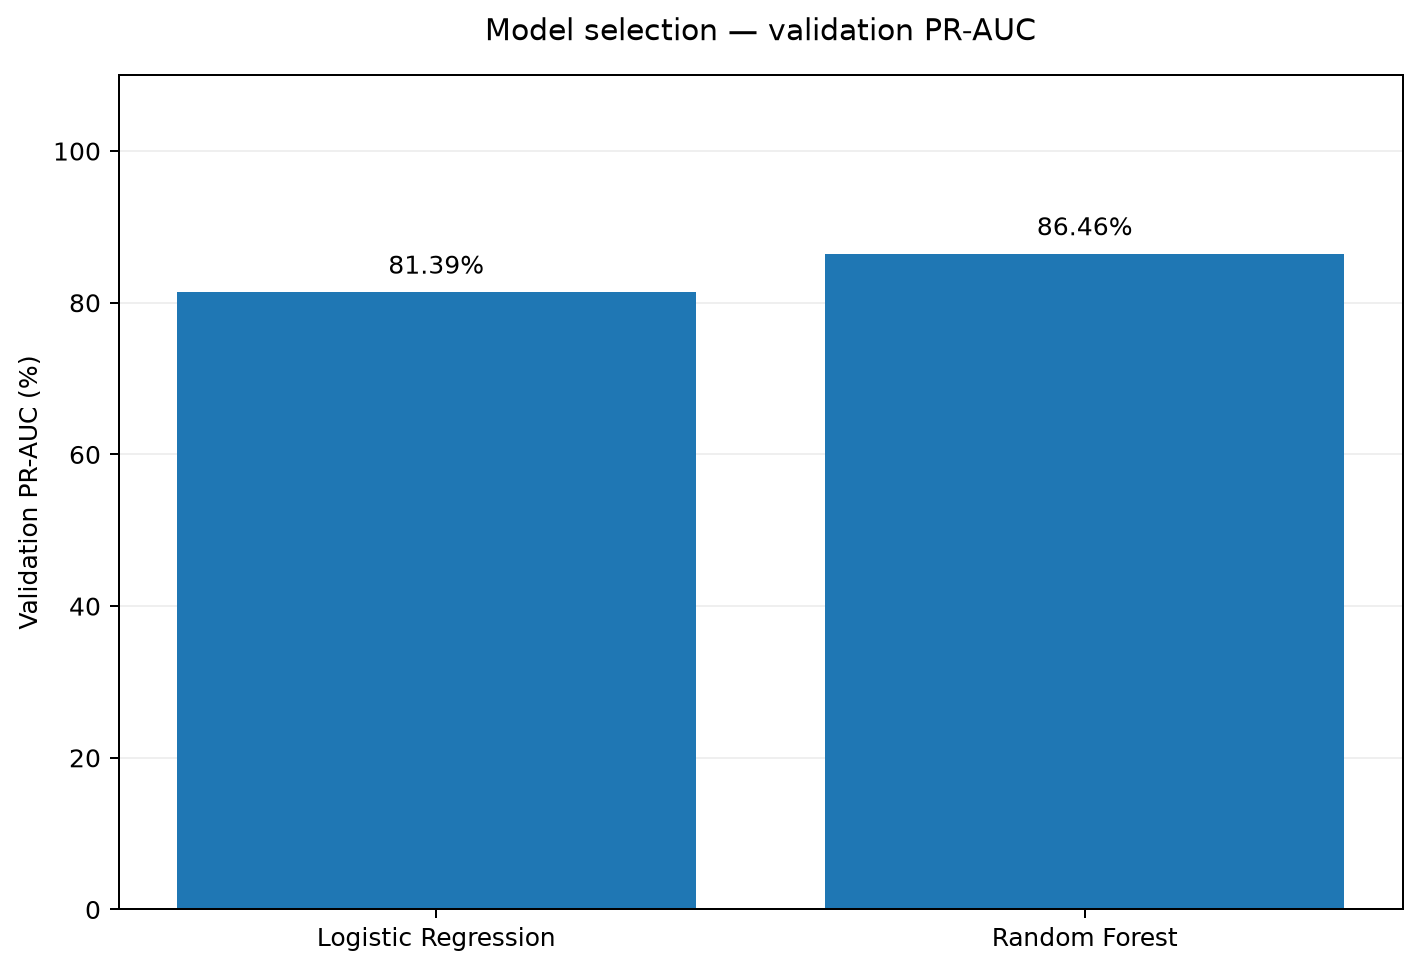 Model selection — validation PR-AUC
Validation PR-AUC (%)
100
80
60
40
20
0
81.39%
86.46%
Logistic Regression
Random Forest